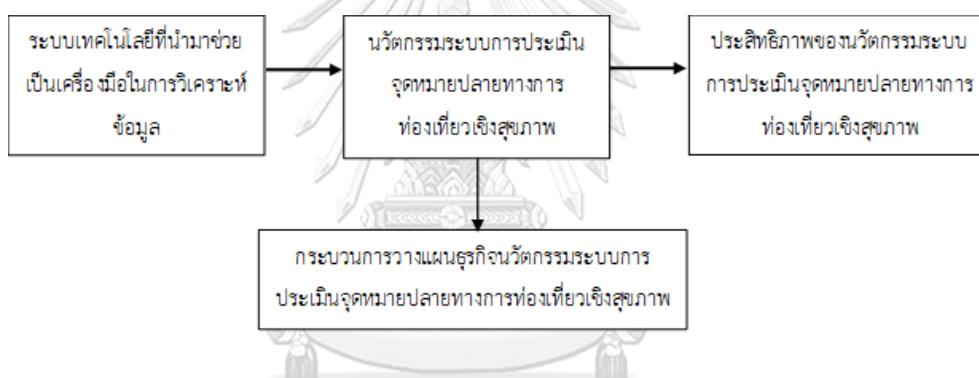 ระบบเทคโนโลยีที่นำมาช่วย
เป็นเครื่องมือในการวิเคราะห์
ข้อมูล
นวัตกรรมระบบการประเมิน
จุดหมายปลายทางการ
ท่องเที่ยวเชิงสุขภาพ
ประสิทธิภาพของนวัตกรรมระบบ
การประเมินจุดหมายปลายทางการ
ท่องเที่ยวเชิงสุขภาพ
กระบวนการวางแผนธุรกิจนวัตกรรมระบบการ
ประเมินจุดหมายปลายทางการท่องเที่ยวเชิงสุขภาพ